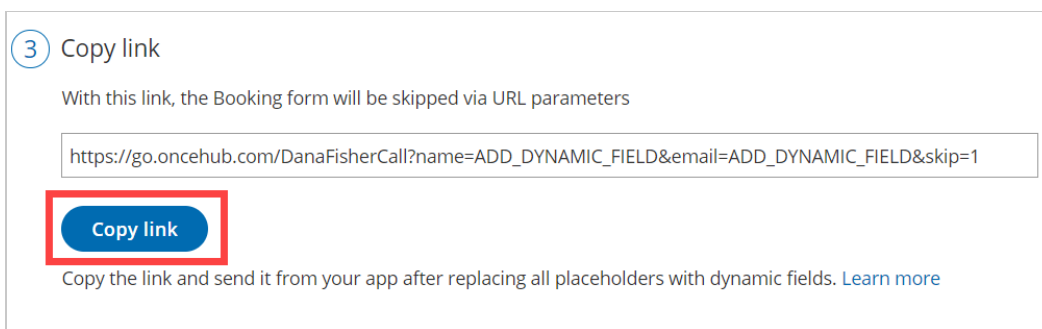 3 Copy link
With this link, the Booking form will be skipped via URL parameters
https://go.oncehub.com/DanaFisherCall?name=ADD_DYNAMIC_FIELD&email=ADD_DYNAMIC_FIELD&skip=1
Copy link
Copy the link and send it from your app after replacing all placeholders with dynamic fields. Learn more